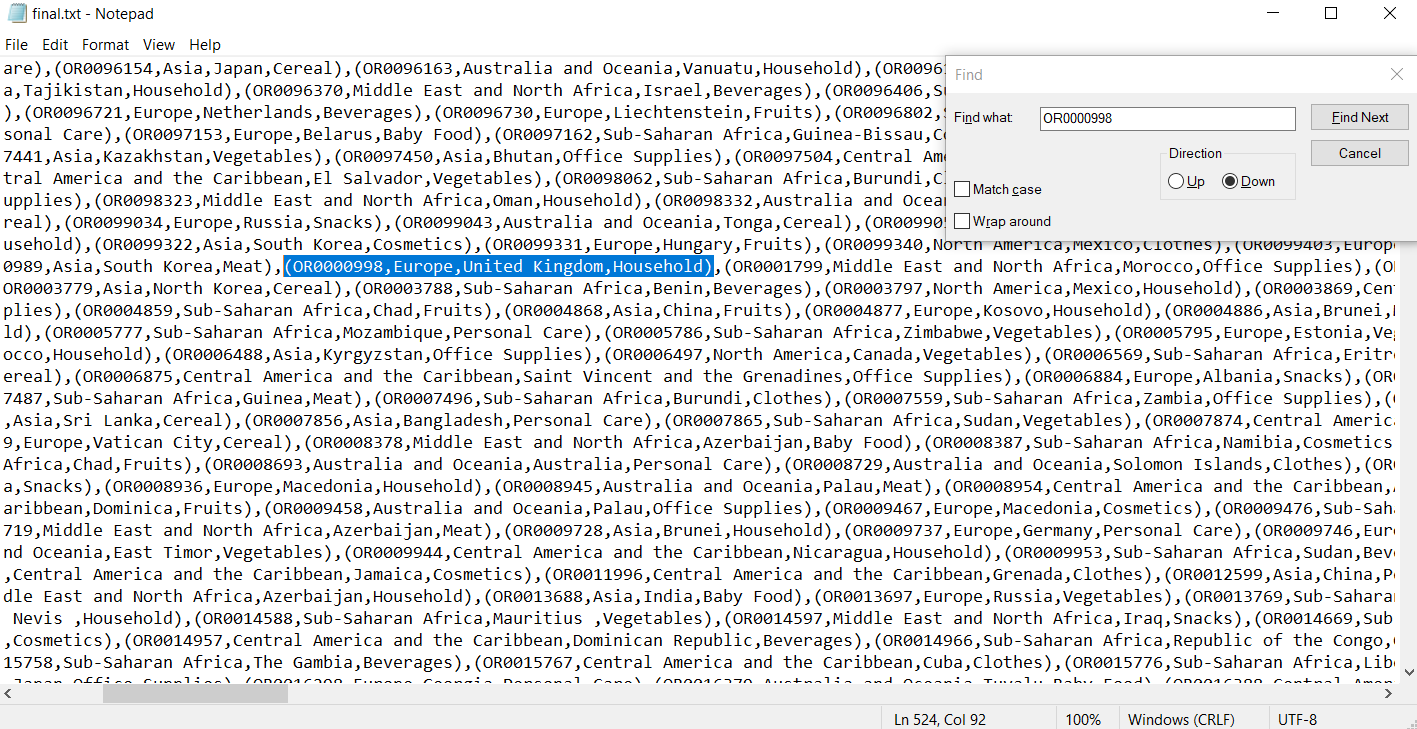 final.txt - Notepad
File Edit Format View Help
are),(OR0096154,Asia,Japan,Cereal),(OR0096163,Australia and Oceania,Vanuatu,Household),(OR0096
a,Tajikistan,Household),(OR0096370,Middle East and North Africa,Israel,Beverages),(OR0096406,Su
),(OR0096721,Europe,Netherlands,Beverages),(OR0096730,Europe,Liechtenstein,Fruits),(OR0096802,
sonal Care),(OR0097153,Europe,Belarus,Baby Food),(OR0097162,Sub-Saharan Africa,Guinea-Bissau,Co
7441,Asia,Kazakhstan,Vegetables),(OR0097450,Asia,Bhutan,Office Supplies),(OR0097504,Central Am
tral America and the Caribbean,El Salvador,Vegetables),(OR0098062,Sub-Saharan Africa,Burundi,Cl
upplies),(OR0098323,Middle East and North Africa,Oman,Household),(OR0098332,Australia and Ocea
real),(OR0099034,Europe,Russia,Snacks),(OR0099043,Australia and Oceania,Tonga,Cereal),(OR00990
usehold),(OR0099322,Asia,South Korea,Cosmetics),(OR0099331,Europe,Hungary,Fruits),(OR0099340,North America,Mexico,Clothes),(OR0099403,Europ
0989,Asia,South Korea,Meat),(OR0000998,Europe,United Kingdom,Household),(OR0001799,Middle East and North Africa,Morocco,Office Supplies),(O
OR0003779,Asia,North Korea,Cereal),(OR0003788,Sub-Saharan Africa,Benin,Beverages),(OR0003797,North America,Mexico,Household),(OR0003869,Cen
plies),(OR0004859,Sub-Saharan Africa,Chad,Fruits),(OR0004868,Asia,China,Fruits),(OR0004877,Europe,Kosovo,Household),(OR0004886,Asia,Brunei,
ld),(OR0005777,Sub-Saharan Africa,Mozambique,Personal Care),(OR0005786,Sub-Saharan Africa,Zimbabwe,Vegetables),(OR0005795,Europe,Estonia,Veg
occo,Household),(OR0006488,Asia,Kyrgyzstan,Office Supplies),(OR0006497,North America,Canada,Vegetables),(OR0006569,Sub-Saharan Africa,Eritre
ereal),(OR0006875,Central America and the Caribbean,Saint Vincent and the Grenadines,Office Supplies),(OR0006884,Europe,Albania,Snacks),(OR
7487,Sub-Saharan Africa,Guinea,Meat),(OR0007496,Sub-Saharan Africa,Burundi,Clothes),(OR0007559,Sub-Saharan Africa,Zambia,Office Supplies),(
,Asia,Sri Lanka,Cereal),(OR0007856,Asia,Bangladesh,Personal Care),(OR0007865,Sub-Saharan Africa,Sudan,Vegetables),(OR0007874,Central Americ
9,Europe,Vatican City,Cereal),(OR0008378,Middle East and North Africa,Azerbaijan,Baby Food),(OR0008387,Sub-Saharan Africa,Namibia,Cosmetics
Africa,Chad,Fruits),(OR0008693,Australia and Oceania,Australia,Personal Care),(OR0008729,Australia and Oceania,Solomon Islands,Clothes),(OR
a,Snacks),(OR0008936,Europe,Macedonia,Household),(OR0008945,Australia and Oceania,Palau,Meat),(OR0008954,Central America and the Caribbean,
aribbean,Dominica,Fruits),(OR0009458,Australia and Oceania,Palau,Office Supplies),(OR0009467,Europe,Macedonia,Cosmetics),(OR0009476,Sub-Sah
719,Middle East and North Africa,Azerbaijan,Meat),(OR0009728,Asia,Brunei,Household),(OR0009737,Europe,Germany,Personal Care),(OR0009746,Eur
nd Oceania,East Timor,Vegetables),(OR0009944,Central America and the Caribbean,Nicaragua,Household),(OR0009953,Sub-Saharan Africa,Sudan,Bev
,Central America and the Caribbean,Jamaica,Cosmetics),(OR0011996,Central America and the Caribbean,Grenada,Clothes),(OR0012599,Asia,China,P
dle East and North Africa,Azerbaijan,Household),(OR0013688,Asia,India,Baby Food),(OR0013697,Europe,Russia,Vegetables),(OR0013769,Sub-Sahara
Nevis ,Household),(OR0014588,Sub-Saharan Africa,Mauritius ,Vegetables),(OR0014597,Middle East and North Africa,Iraq,Snacks),(OR0014669,Sub
,Cosmetics),(OR0014957,Central America and the Caribbean,Dominican Republic,Beverages),(OR0014966,Sub-Saharan Africa,Republic of the Congo,
15758,Sub-Saharan Africa,The Gambia,Beverages),(OR0015767,Central America and the Caribbean,Cuba,Clothes),(OR0015776,Sub-Saharan Africa,Lib
Find
Find what:
OR0000998
Find Next
Cancel
Direction
Up
Down
Match case
Wrap around
Ln 524, Col 92
100%
Windows (CRLF)
UTF-8